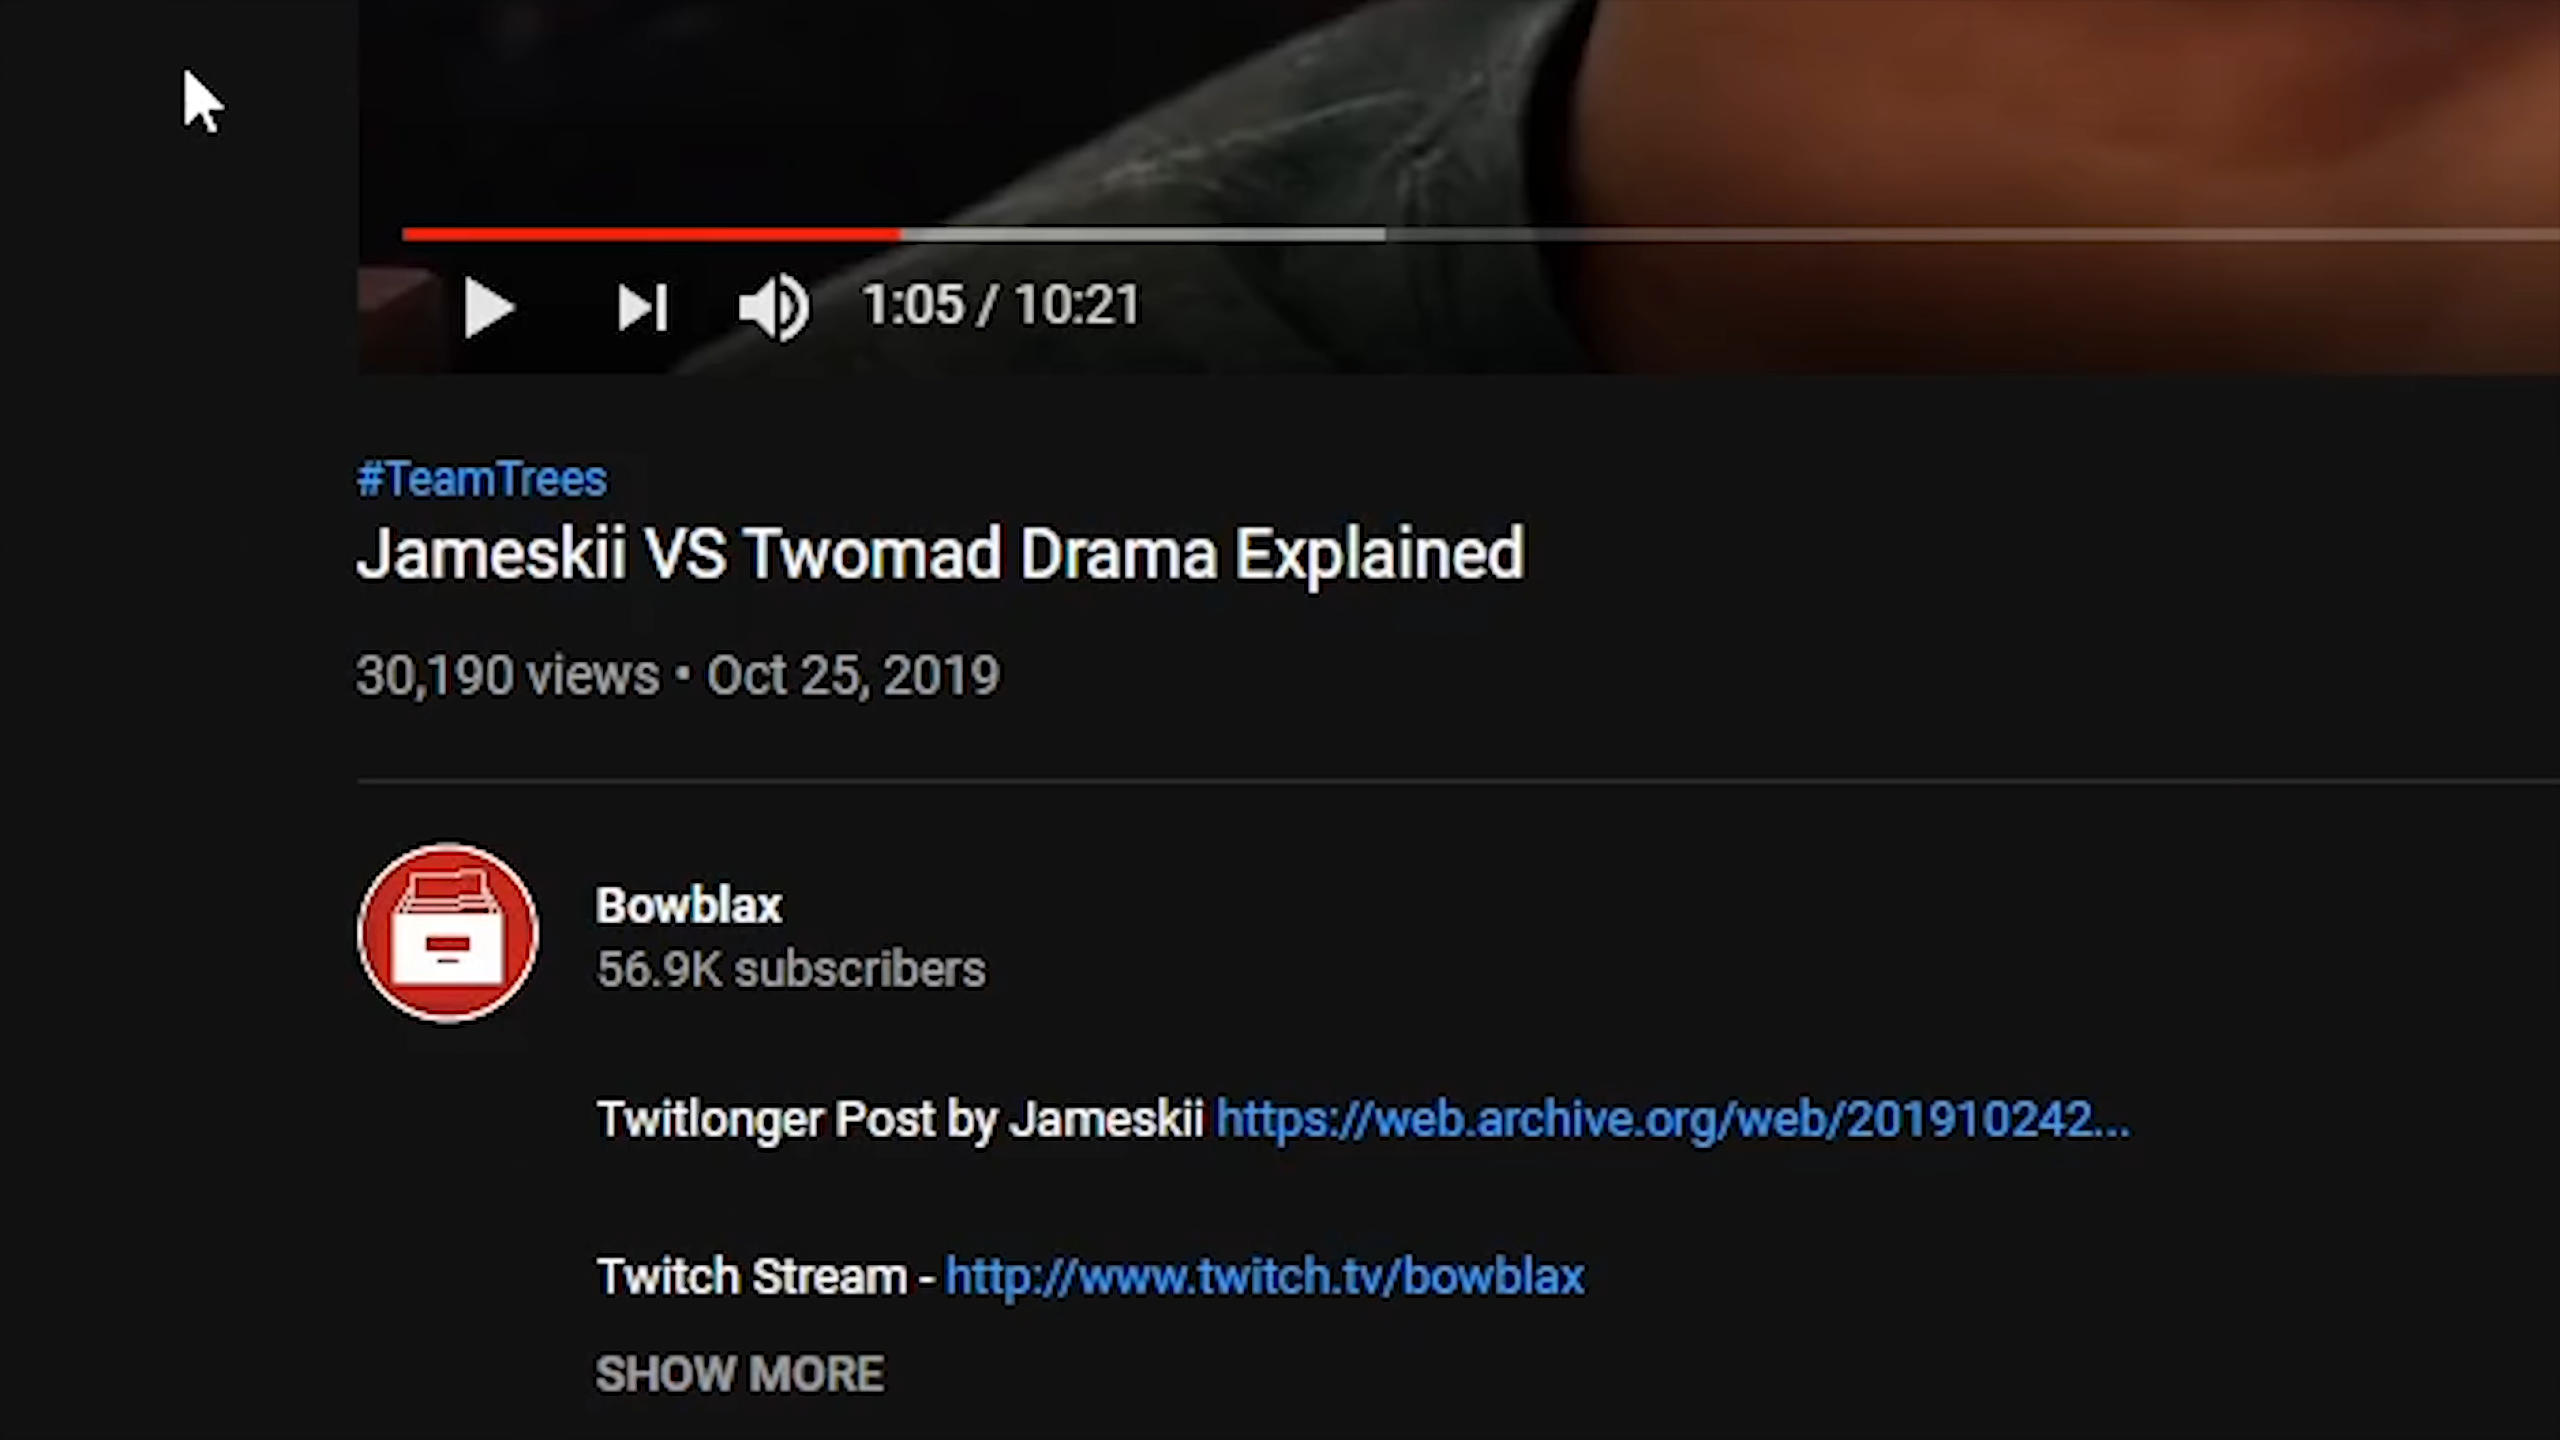 1:05 / 10:21
#TeamTrees
Jameskii VS Twomad Drama Explained
30,190 views • Oct 25, 2019
Bowblax
56.9K subscribers
Twitlonger Post by Jameskii https://web.archive.org/web/201910242...
Twitch Stream - http://www.twitch.tv/bowblax
SHOW MORE